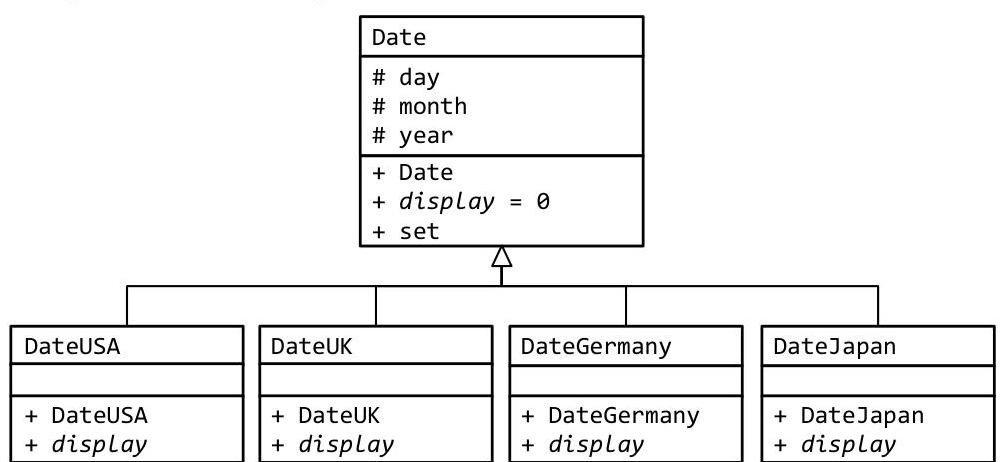 Date
# day
# month
# year
+ Date
+ display = 0
+ set
DateUSA
+ DateUSA
+ display
DateUK
+ DateUK
+ display
DateGermany
+ DateGermany
+ display
DateJapan
+ DateJapan
+ display